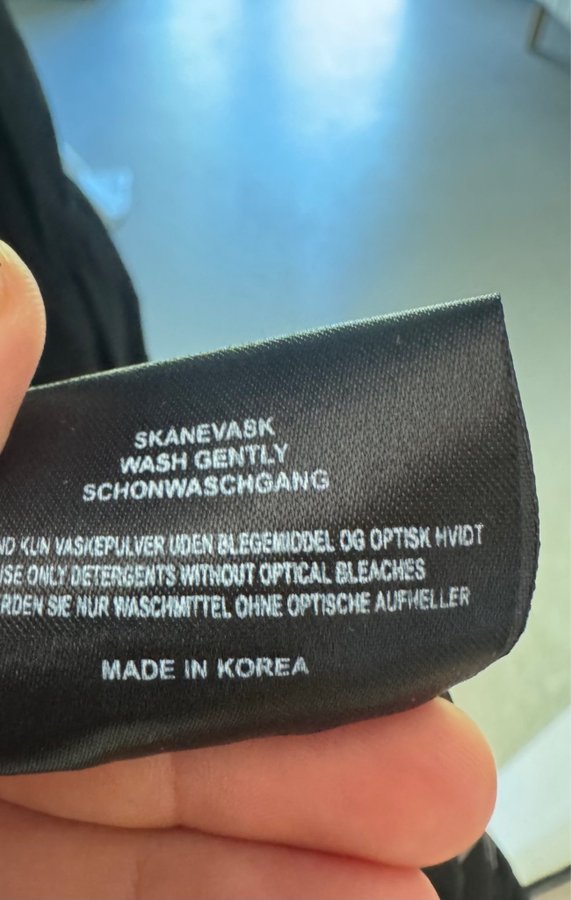 SKANEVASK
WASH GENTLY
SCHONWASCHGANG
KUN VASKEPULVER UDEN BLEGEMIDDEL OG OPTISK HVIDT
ONLY DETERGENTS WITHOUT OPTICAL BLEACHES
SIE NUR WASCHMITTEL OHNE OPTISCHE AUFHELLER
MADE IN KOREA